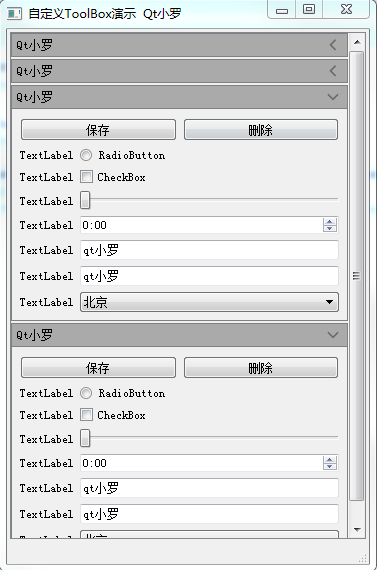 自定义ToolBox演示 Qt小罗
Qt小罗
Qt小罗
Qt小罗
保存 删除
TextLabel RadioButton
TextLabel CheckBox
TextLabel
TextLabel 0:00
TextLabel qt小罗
TextLabel qt小罗
TextLabel 北京
Qt小罗
保存 删除
TextLabel RadioButton
TextLabel CheckBox
TextLabel
TextLabel 0:00
TextLabel qt小罗
TextLabel qt小罗
TextLabel 北京